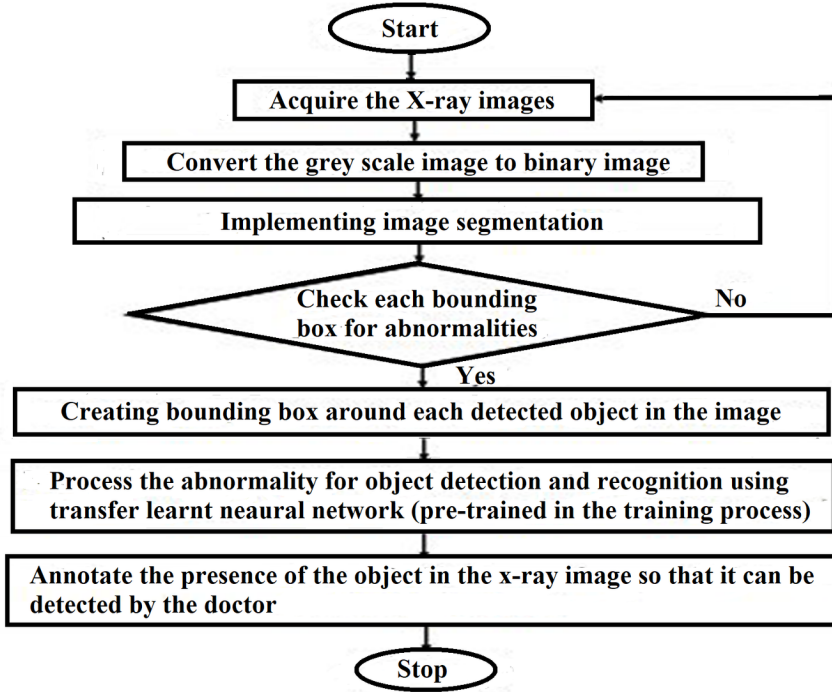 Start
Acquire the X-ray images
Convert the grey scale image to binary image
Implementing image segmentation
Check each bounding
box for abnormalities
No
Yes
Creating bounding box around each detected object in the image
Process the abnormality for object detection and recognition using
transfer learnt neaural network (pre-trained in the training process)
Annotate the presence of the object in the x-ray image so that it can be
detected by the doctor
Stop